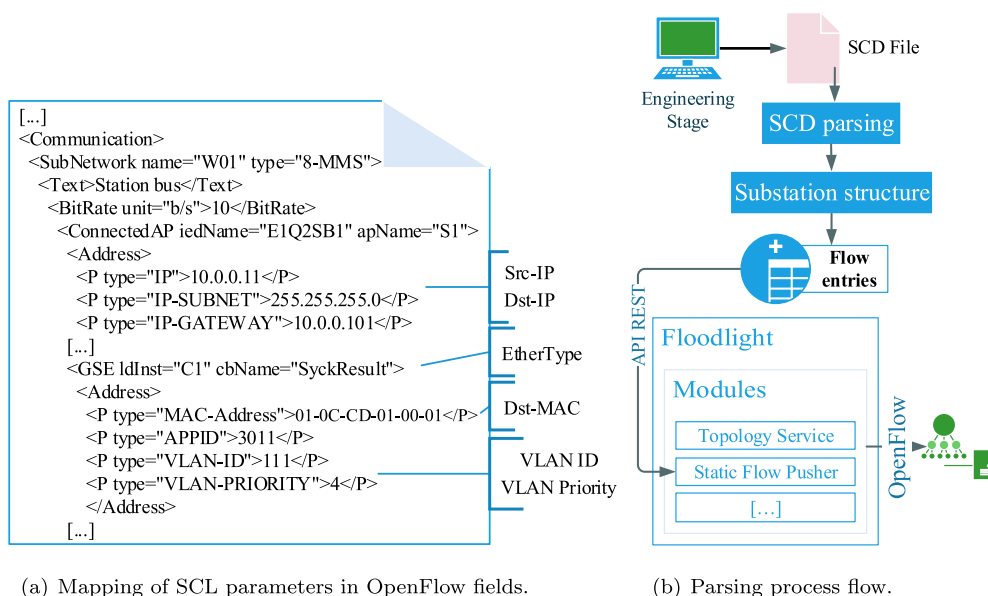 [...]
<Communication>
<SubNetwork name="W01" type="8-MMS">
<Text>Station bus</Text>
<BitRate unit="b/s">10</BitRate>
<ConnectedAP iedName="E1Q2SB1" apName="S1">
<Address>
<P type="IP">10.0.0.11</P>
<P type="IP-SUBNET">255.255.255.0</P>
<P type="IP-GATEWAY">10.0.0.101</P>
[...]
<GSE ldInst="C1" cbName="SyckResult">
<Address>
<P type="MAC-Address">01-0C-CD-01-00-01</P>
<P type="APPID">3011</P>
<P type="VLAN-ID">111</P>
<P type="VLAN-PRIORITY">4</P>
</Address>
[...]
Src-IP
Dst-IP
EtherType
Dst-MAC
VLAN ID
VLAN Priority
(a) Mapping of SCL parameters in OpenFlow fields.
SCD File
Engineering
Stage
SCD parsing
Substation structure
Flow
entries
API REST
Floodlight
Modules
Topology Service
Static Flow Pusher
[...]
OpenFlow
(b) Parsing process flow.